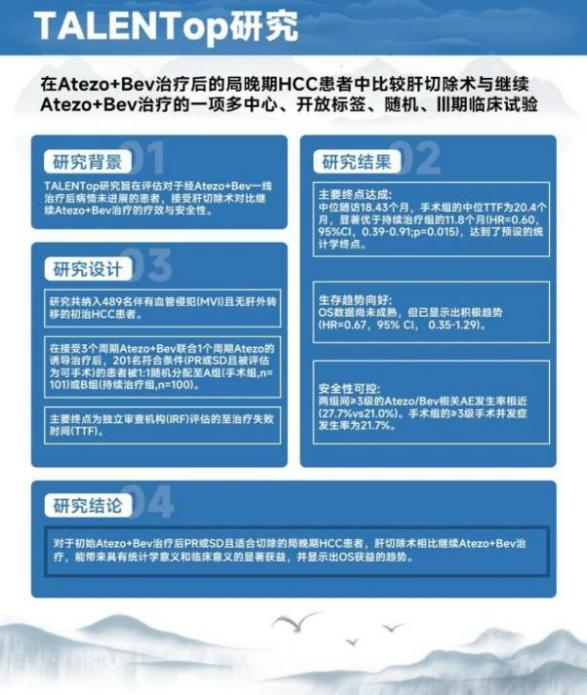 TALENTop研究
在Atezo+Bev治疗后的局晚期HCC患者中比较肝切除术与继续
Atezo+Bev治疗的一项多中心、开放标签、随机、III期临床试验
01
研究背景
TALENTop研究旨在评估对于经Atezo+Bev一线
治疗后病情未进展的患者，接受肝切除术对比继
续Atezo+Bev治疗的疗效与安全性。
02
研究结果
主要终点达成:
中位随访18.43个月，手术组的中位TTF为20.4个
月，显著优于持续治疗组的11.8个月(HR=0.60，
95%CI，0.39-0.91;p=0.015)，达到了预设的统
计学终点。
生存趋势向好:
OS数据尚未成熟，但已显示出积极趋势
(HR=0.67，95% CI， 0.35-1.29)。
安全性可控:
两组间≥3级的Atezo/Bev相关AE发生率相近
(27.7%vs21.0%)。手术组的≥3级手术并发症
发生率为21.7%。
03
研究设计
研究共纳入489名伴有血管侵犯(MVI)且无肝外转
移的初治HCC患者。
在接受3个周期Atezo+Bev联合1个周期Atezo的
诱导治疗后，201名符合条件(PR或SD且被评估
为可手术)的患者被1:1随机分配至A组(手术组,n=
101)或B组(持续治疗组,n=100)。
主要终点为独立审查机构(IRF)评估的至治疗失败
时间(TTF)。
04
研究结论
对于初始Atezo+Bev治疗后PR或SD且适合切除的局晚期HCC患者，肝切除术相比继续Atezo+Bev治
疗，能带来具有统计学意义和临床意义的显著获益，并显示出OS获益的趋势。